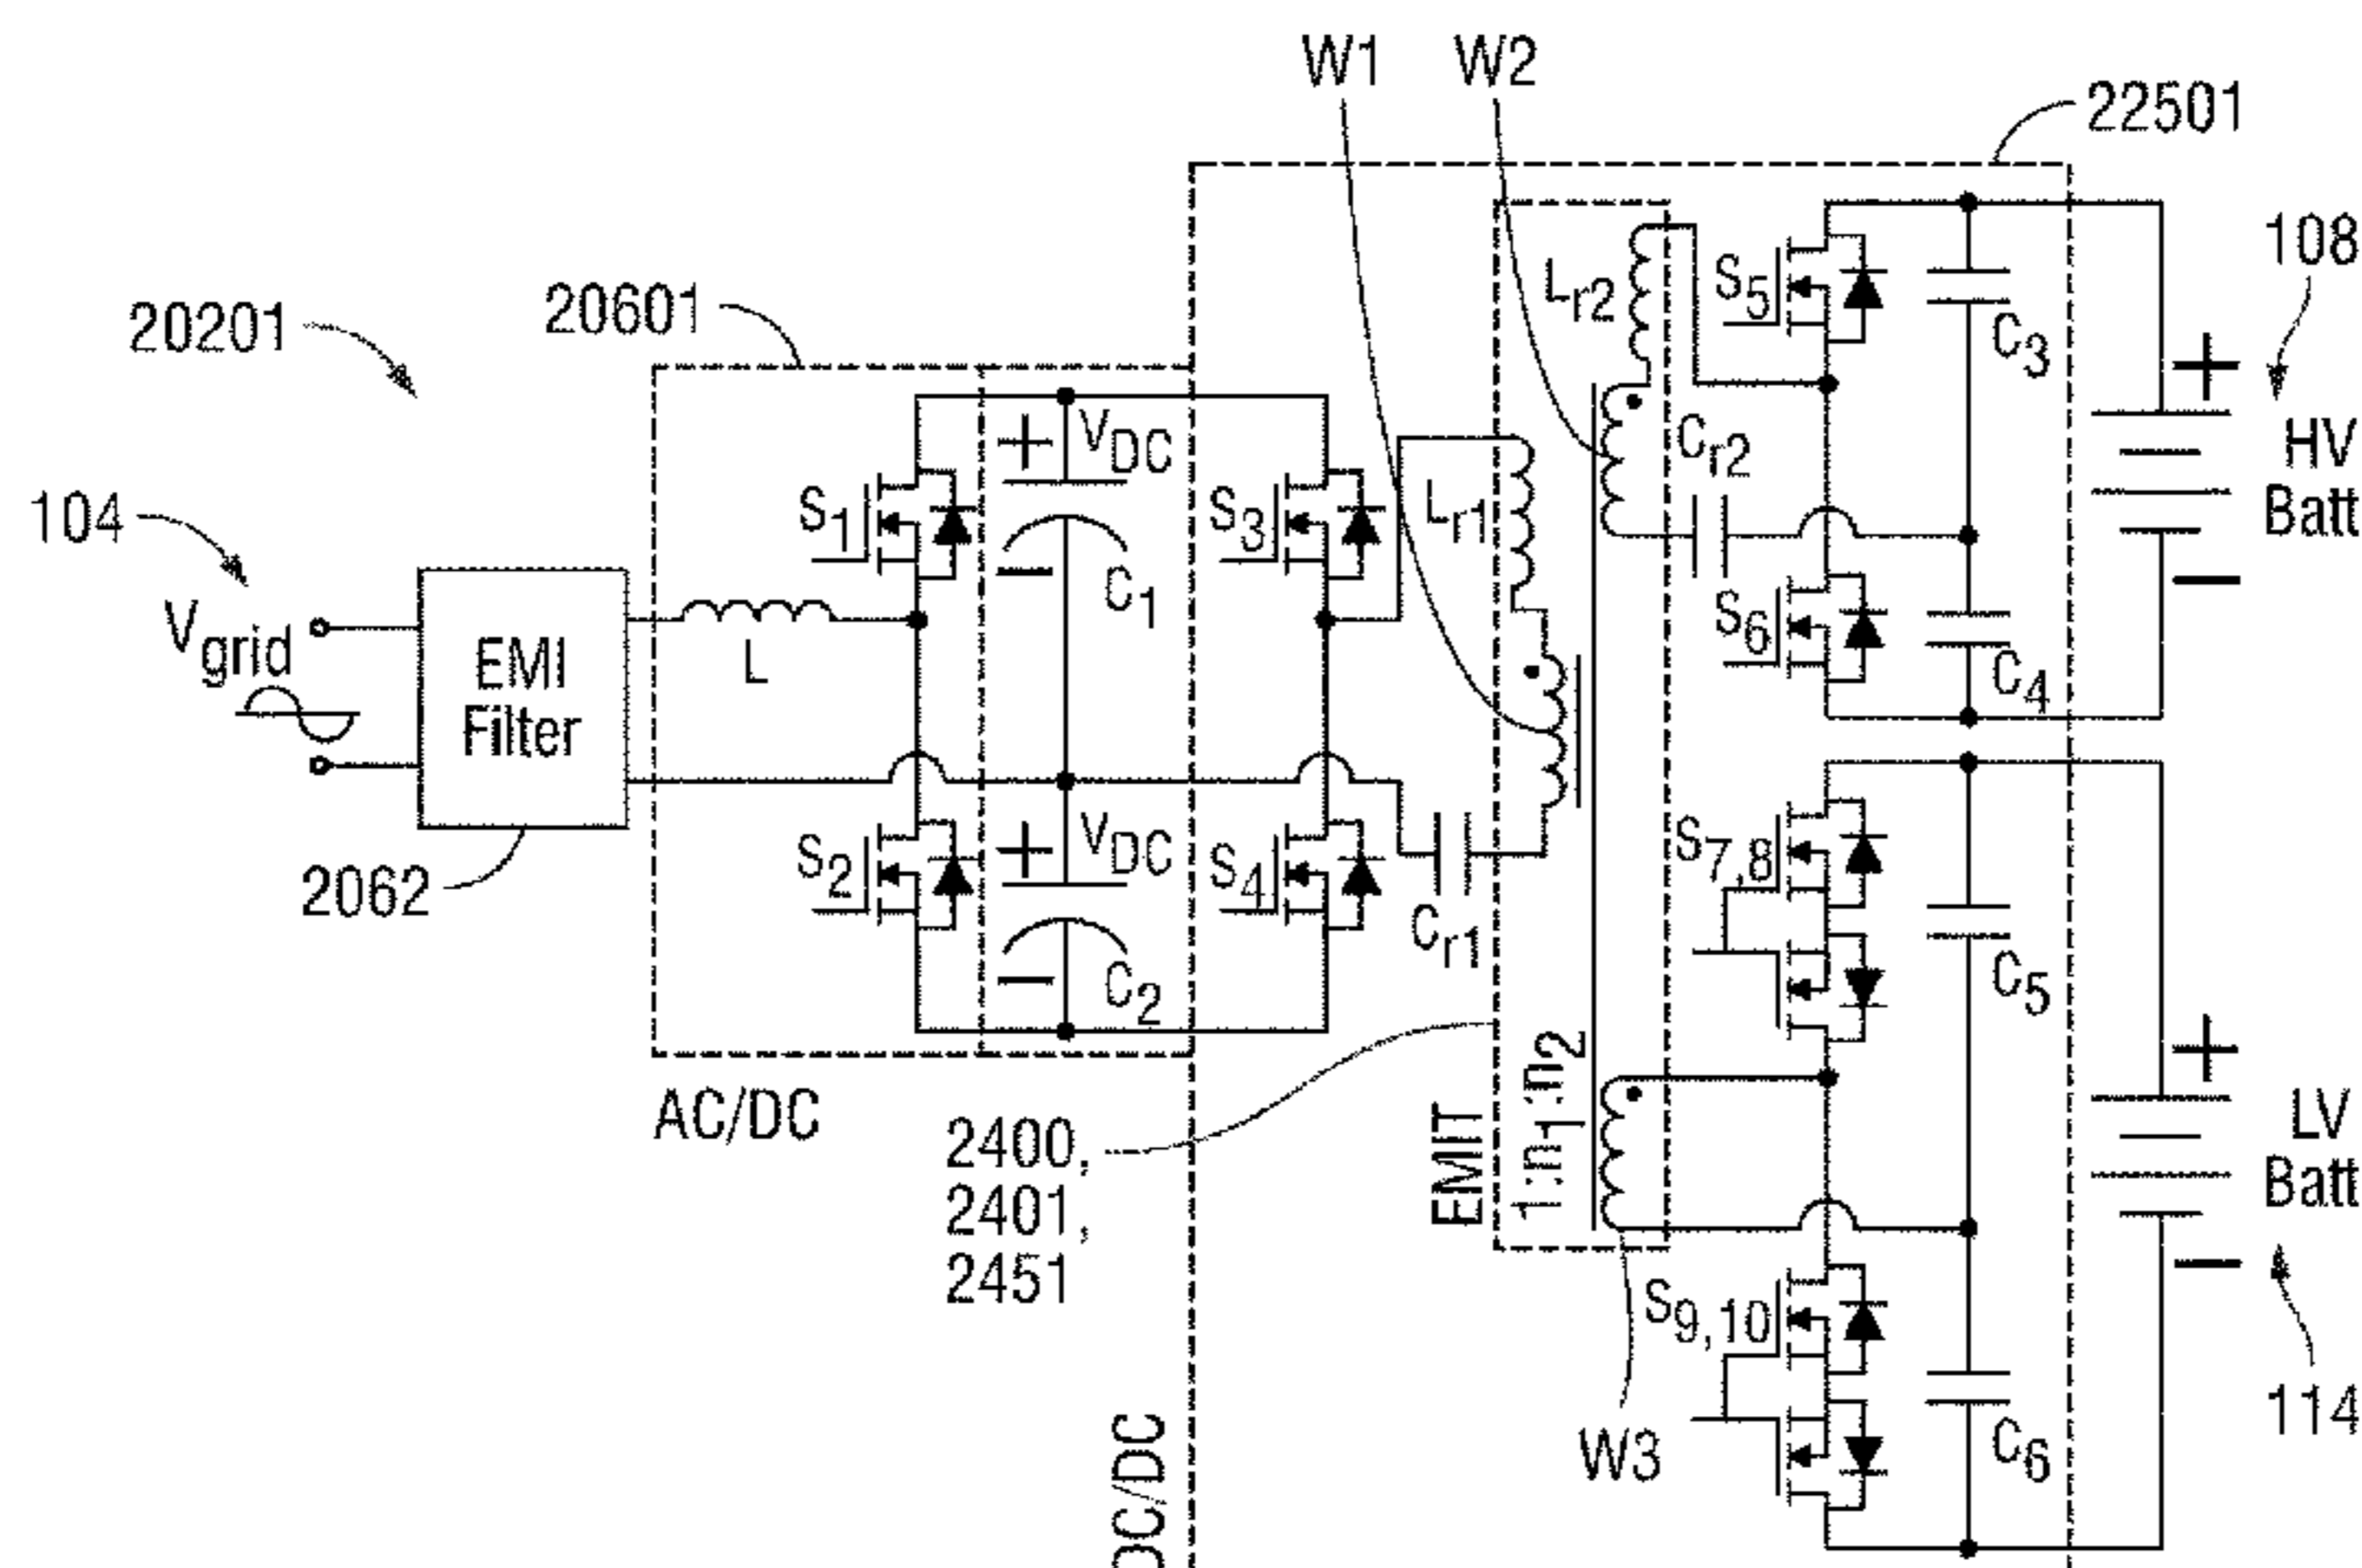 W1 W2
22501
108
20601
20201
Lr2
S5
C3
+
HV
Batt
−
104
Vgrid
EMI
Filter
2062
L
S1
S2
+ VDC
− C1
+ VDC
− C2
S3
S4
Lr1
Cr1
Cr2
S6
C4
AC/DC
2400,
2401,
2451
EMIT
1:n1:n2
S7,8
C5
+
LV
Batt
−
S9,10
C6
114
W3
DC/DC